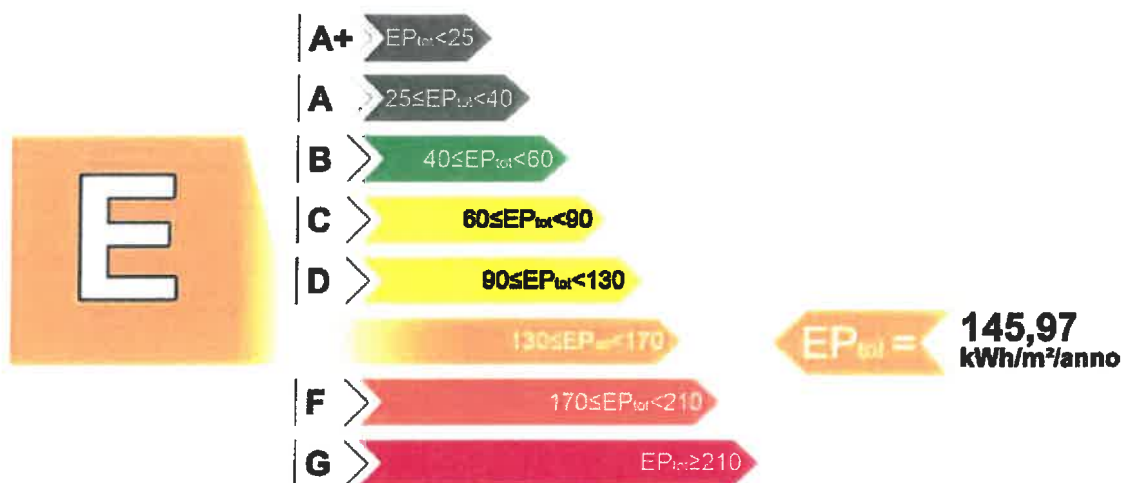 A+ EPtot<25
A 25≤EPtot<40
B 40≤EPtot<60
C 60≤EPtot<90
D 90≤EPtot<130
E
130≤EPtot<170
EPtot = 145,97
kWh/m²/anno
F 170≤EPtot<210
G EPtot≥210